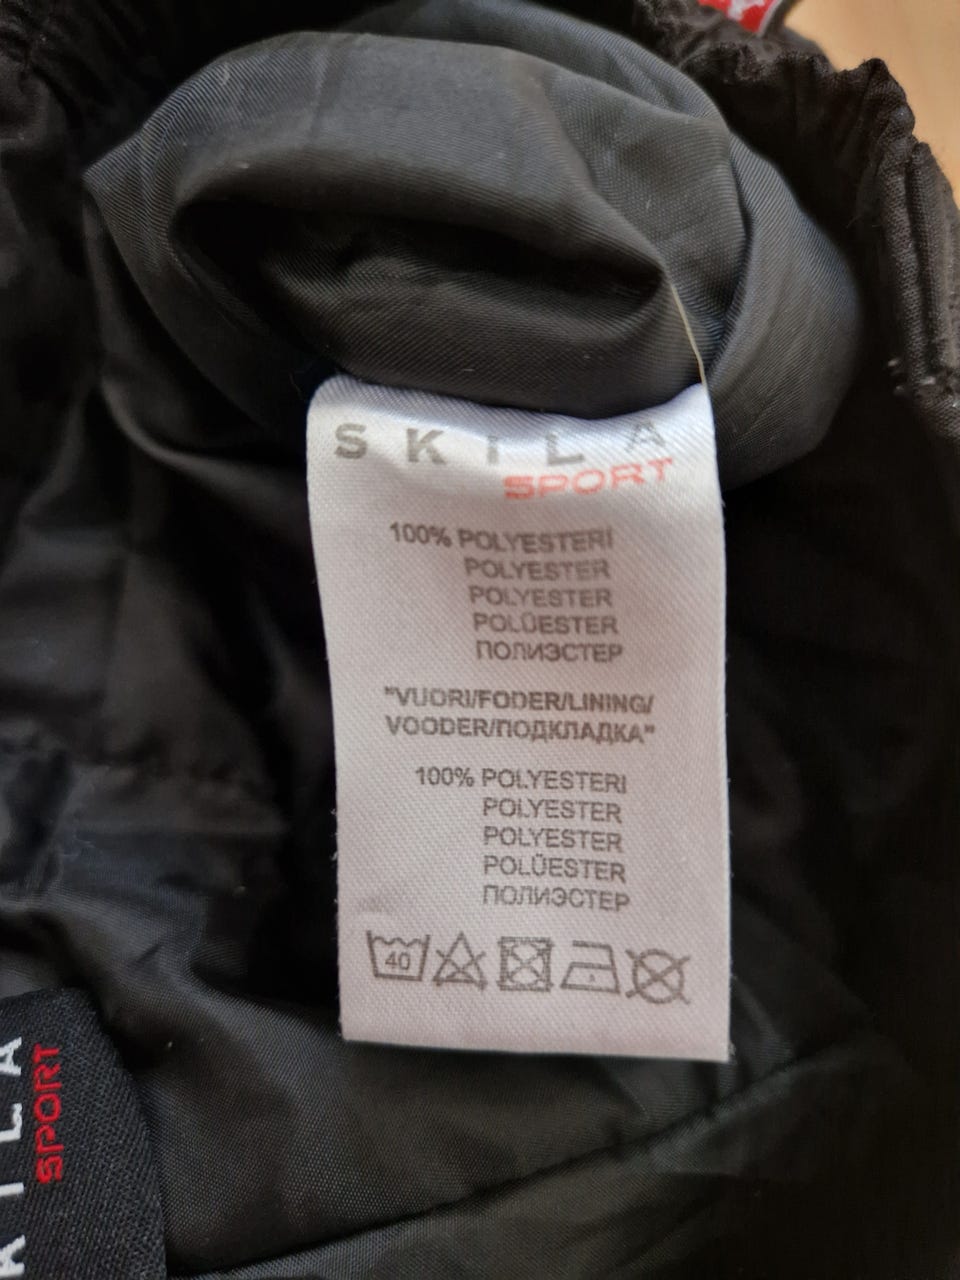 SKILA
SPORT
100% POLYESTERİ
POLYESTER
POLYESTER
POLÜESTER
ПОЛИЭСТЕР
"VUORI/FODER/LINING/
VOODER/ПОДКЛАДКА"
100% POLYESTERI
POLYESTER
POLYESTER
POLÜESTER
ПОЛИЭСТЕР
40
KILA
SPORT